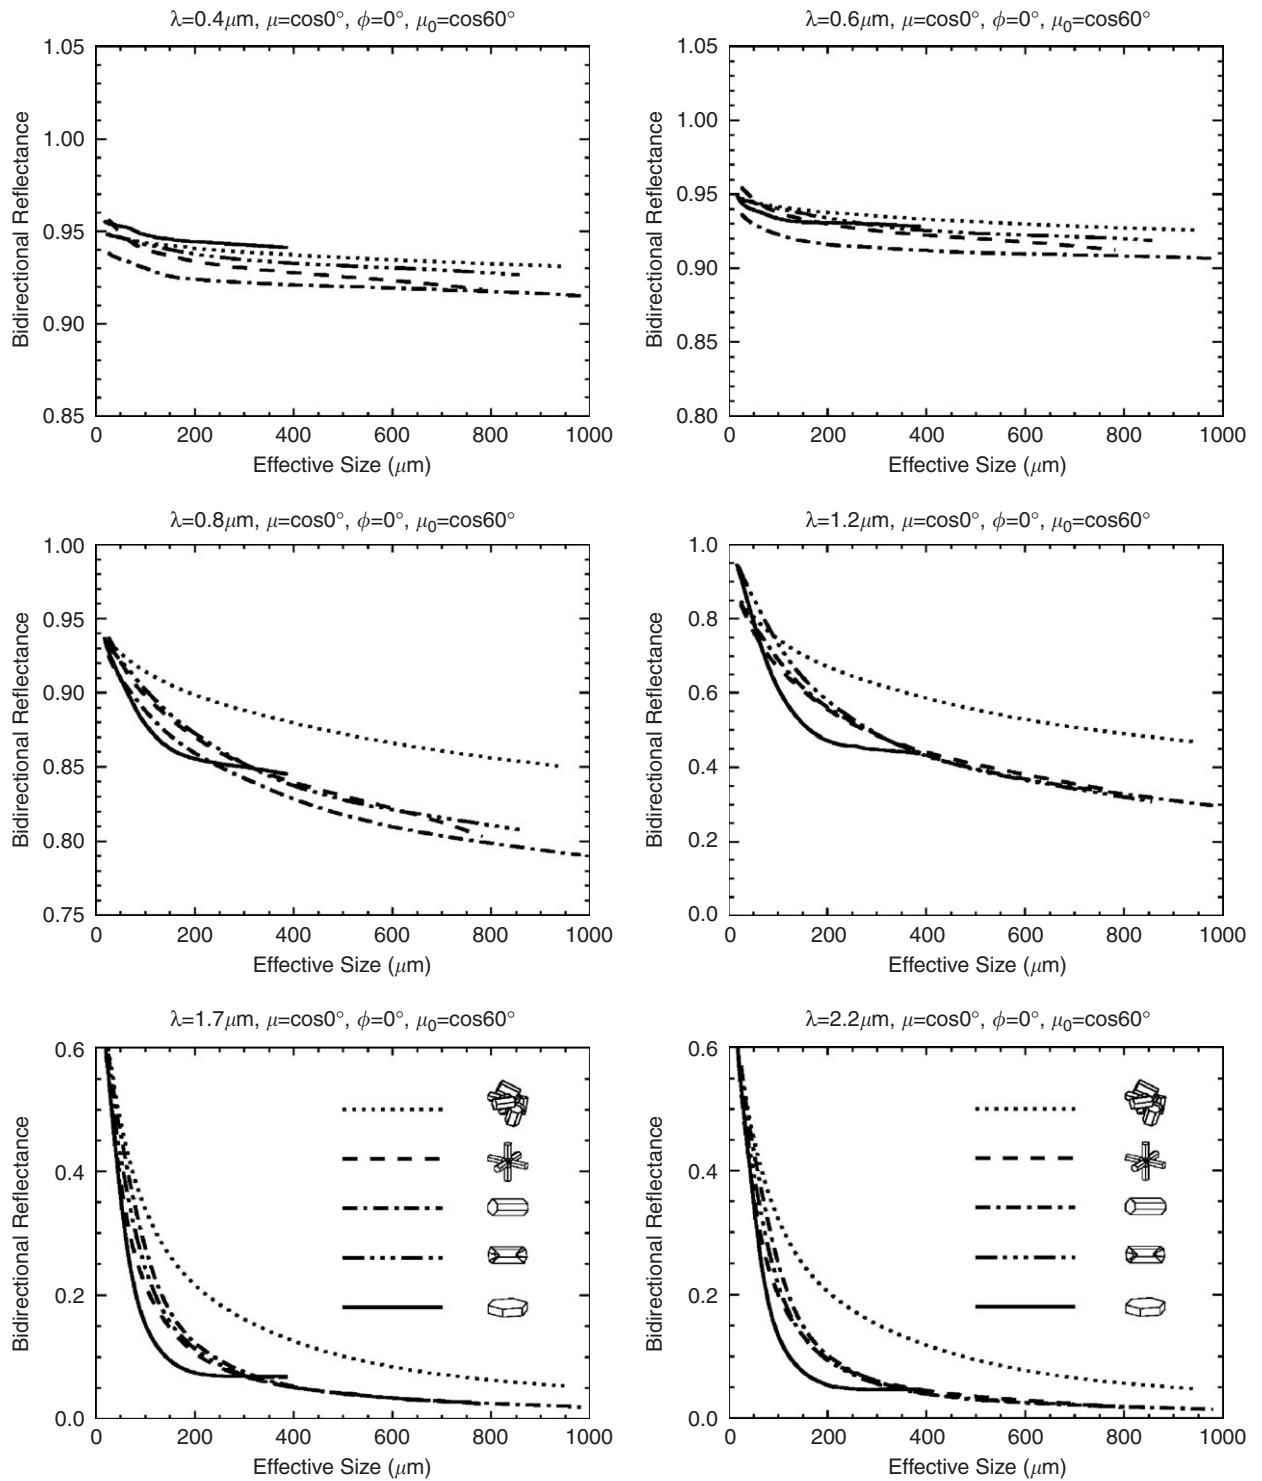 λ=0.4μm, μ=cos0°, ϕ=0°, μ₀=cos60°
1.05
1.00
0.95
0.90
0.85
Bidirectional Reflectance
0 200 400 600 800 1000
Effective Size (μm)
λ=0.6μm, μ=cos0°, ϕ=0°, μ₀=cos60°
1.05
1.00
0.95
0.90
0.85
0.80
Bidirectional Reflectance
0 200 400 600 800 1000
Effective Size (μm)
λ=0.8μm, μ=cos0°, ϕ=0°, μ₀=cos60°
1.00
0.95
0.90
0.85
0.80
0.75
Bidirectional Reflectance
0 200 400 600 800 1000
Effective Size (μm)
λ=1.2μm, μ=cos0°, ϕ=0°, μ₀=cos60°
1.0
0.8
0.6
0.4
0.2
0.0
Bidirectional Reflectance
0 200 400 600 800 1000
Effective Size (μm)
λ=1.7μm, μ=cos0°, ϕ=0°, μ₀=cos60°
0.6
0.4
0.2
0.0
Bidirectional Reflectance
0 200 400 600 800 1000
Effective Size (μm)
λ=2.2μm, μ=cos0°, ϕ=0°, μ₀=cos60°
0.6
0.4
0.2
0.0
Bidirectional Reflectance
0 200 400 600 800 1000
Effective Size (μm)